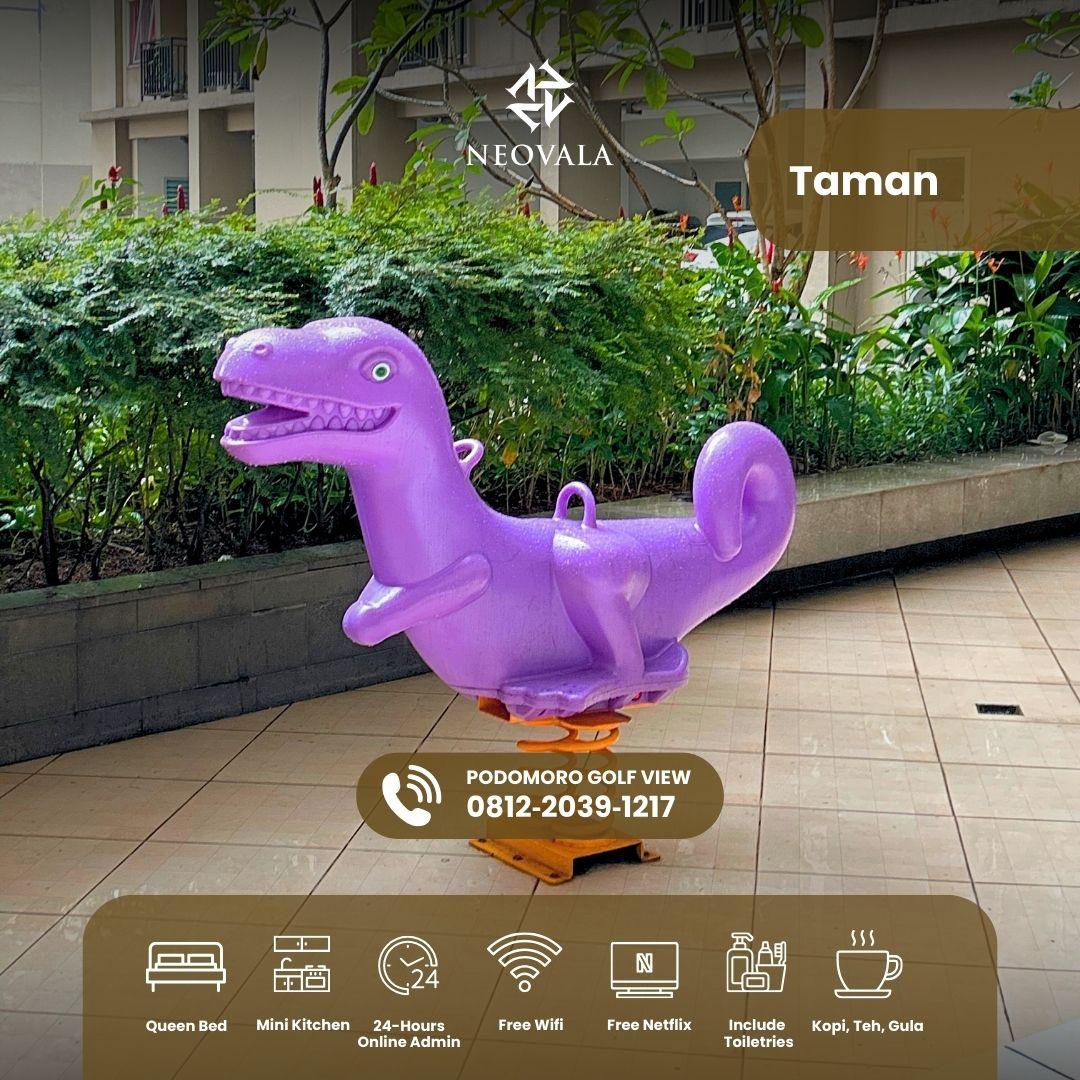 NEOVALA
Taman
PODOMORO GOLF VIEW
0812-2039-1217
24
N
Queen Bed
Mini Kitchen
24-Hours
Online Admin
Free Wifi
Free Netflix
Include
Toiletries
Kopi, Teh, Gula